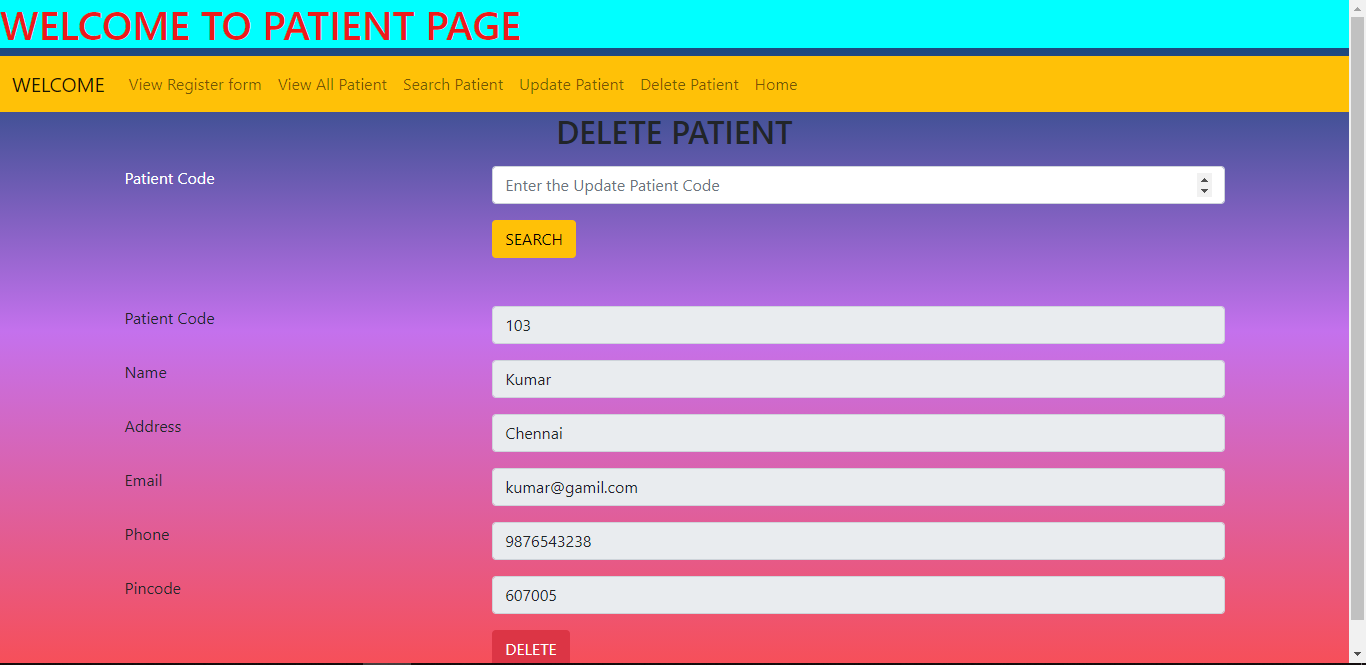 WELCOME TO PATIENT PAGE
WELCOME View Register form View All Patient Search Patient Update Patient Delete Patient Home
DELETE PATIENT
Patient Code Enter the Update Patient Code
SEARCH
Patient Code 103
Name Kumar
Address Chennai
Email kumar@gamil.com
Phone 9876543238
Pincode 607005
DELETE